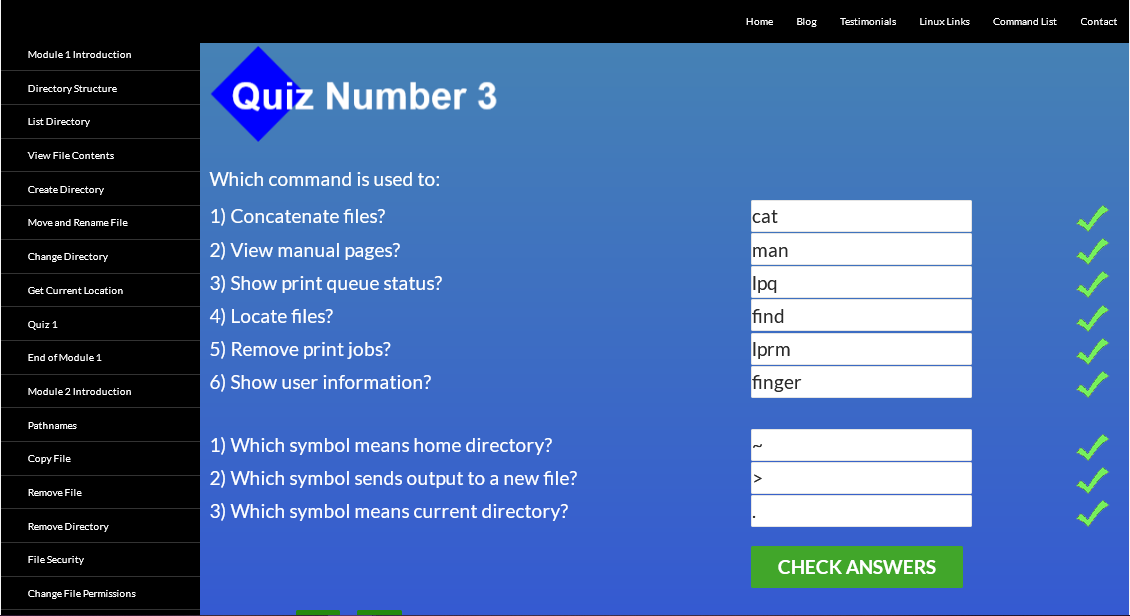 Home Blog Testimonials Linux Links Command List Contact
Module 1 Introduction
Directory Structure
List Directory
View File Contents
Create Directory
Move and Rename File
Change Directory
Get Current Location
Quiz 1
End of Module 1
Module 2 Introduction
Pathnames
Copy File
Remove File
Remove Directory
File Security
Change File Permissions
Quiz Number 3
Which command is used to:
1) Concatenate files? cat
2) View manual pages? man
3) Show print queue status? lpq
4) Locate files? find
5) Remove print jobs? lprm
6) Show user information? finger
1) Which symbol means home directory? ~
2) Which symbol sends output to a new file? >
3) Which symbol means current directory? .
CHECK ANSWERS